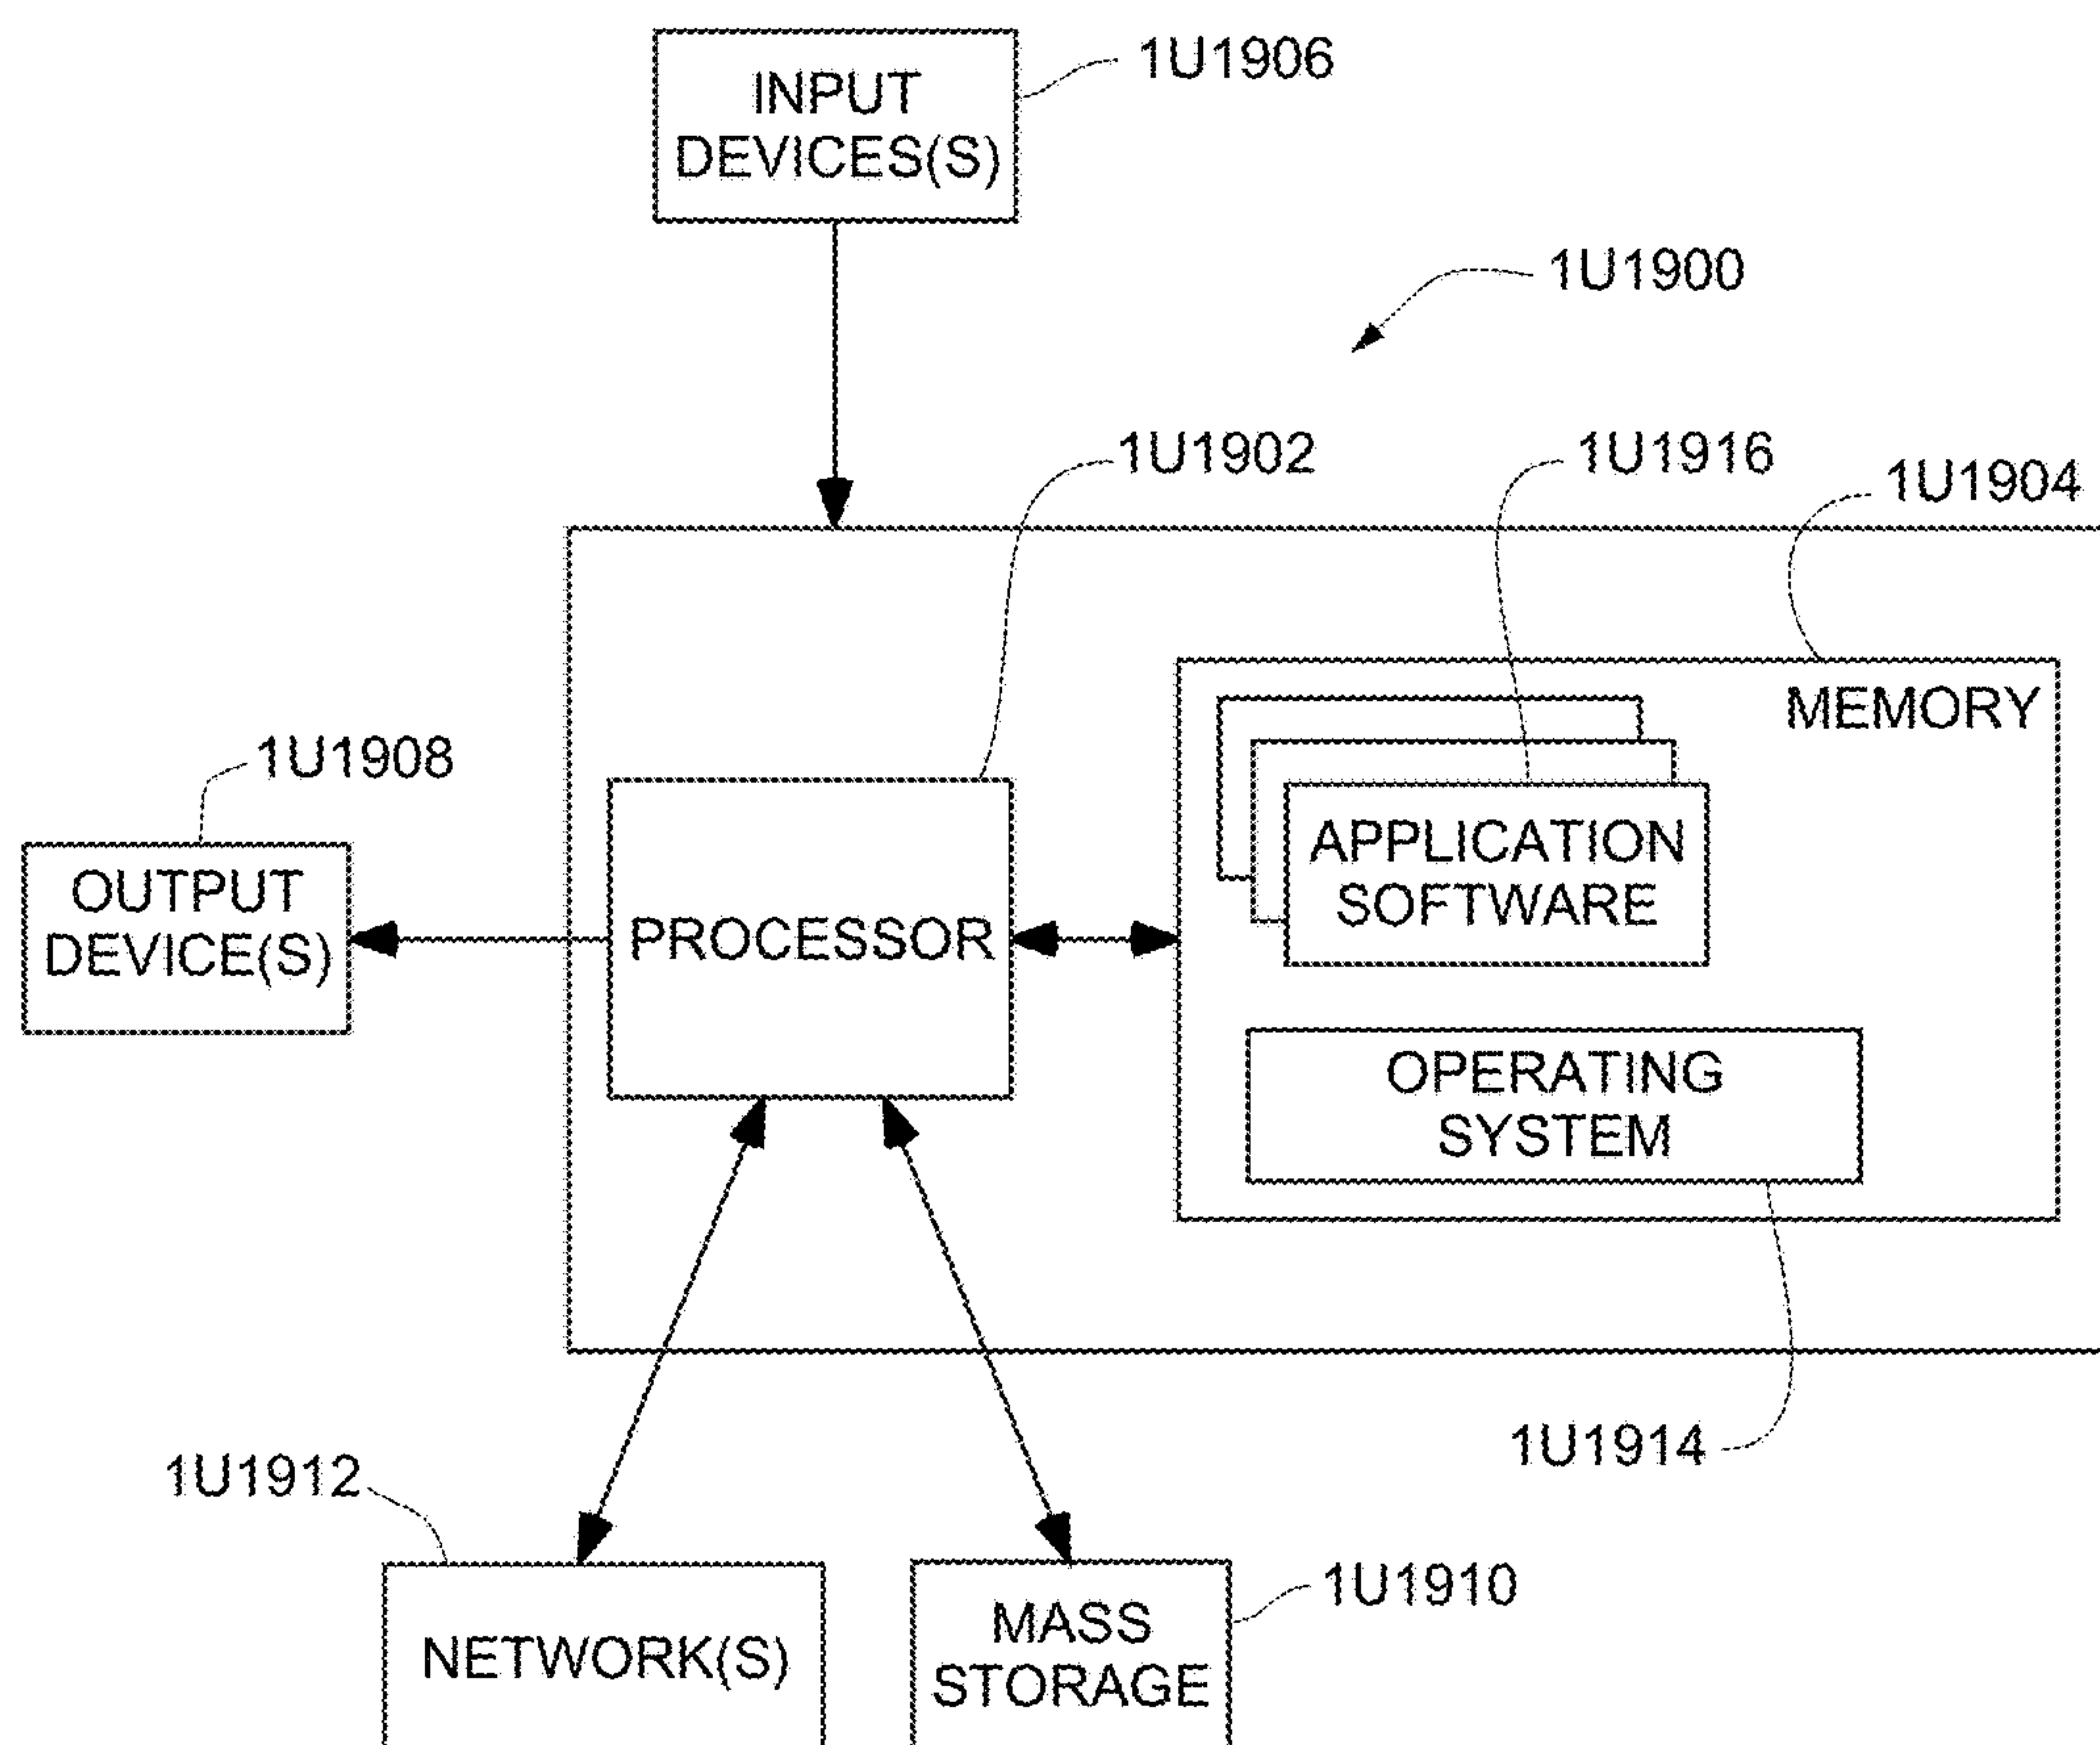 1U1906
INPUT
DEVICES(S)
1U1900
1U1902
1U1916
1U1904
MEMORY
1U1908
OUTPUT
DEVICE(S)
PROCESSOR
APPLICATION
SOFTWARE
OPERATING
SYSTEM
1U1914
1U1912
NETWORK(S)
MASS
STORAGE
1U1910